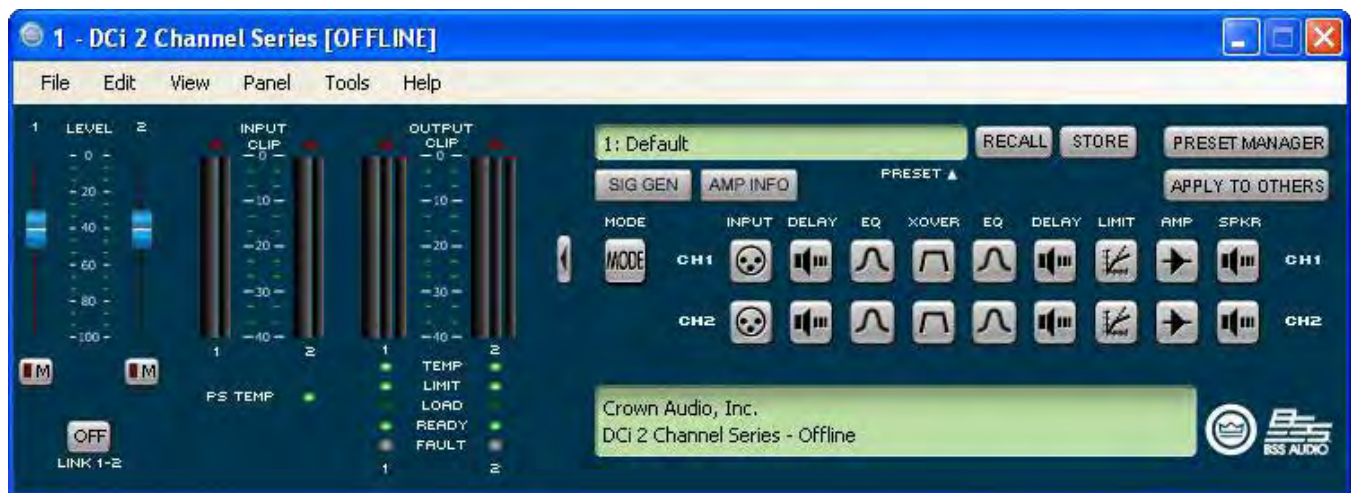 1 - DCi 2 Channel Series [OFFLINE]
File Edit View Panel Tools Help
1 LEVEL 2
- 0 -
- 20 -
- 40 -
- 60 -
- 80 -
-100 -
M M
OFF
LINK 1-2
INPUT
CLIP
-0-
-10-
-20-
-30-
-40-
1 2
PS TEMP
OUTPUT
CLIP
-0-
-10-
-20-
-30-
-40-
1 2
TEMP
LIMIT
LOAD
READY
FAULT
1 2
1: Default RECALL STORE PRESET MANAGER
SIG GEN AMP INFO PRESET ▲ APPLY TO OTHERS
MODE INPUT DELAY EQ XOVER EQ DELAY LIMIT AMP SPKR
MODE CH1 CH1
CH2 CH2
Crown Audio, Inc.
DCi 2 Channel Series - Offline
BSS AUDIO